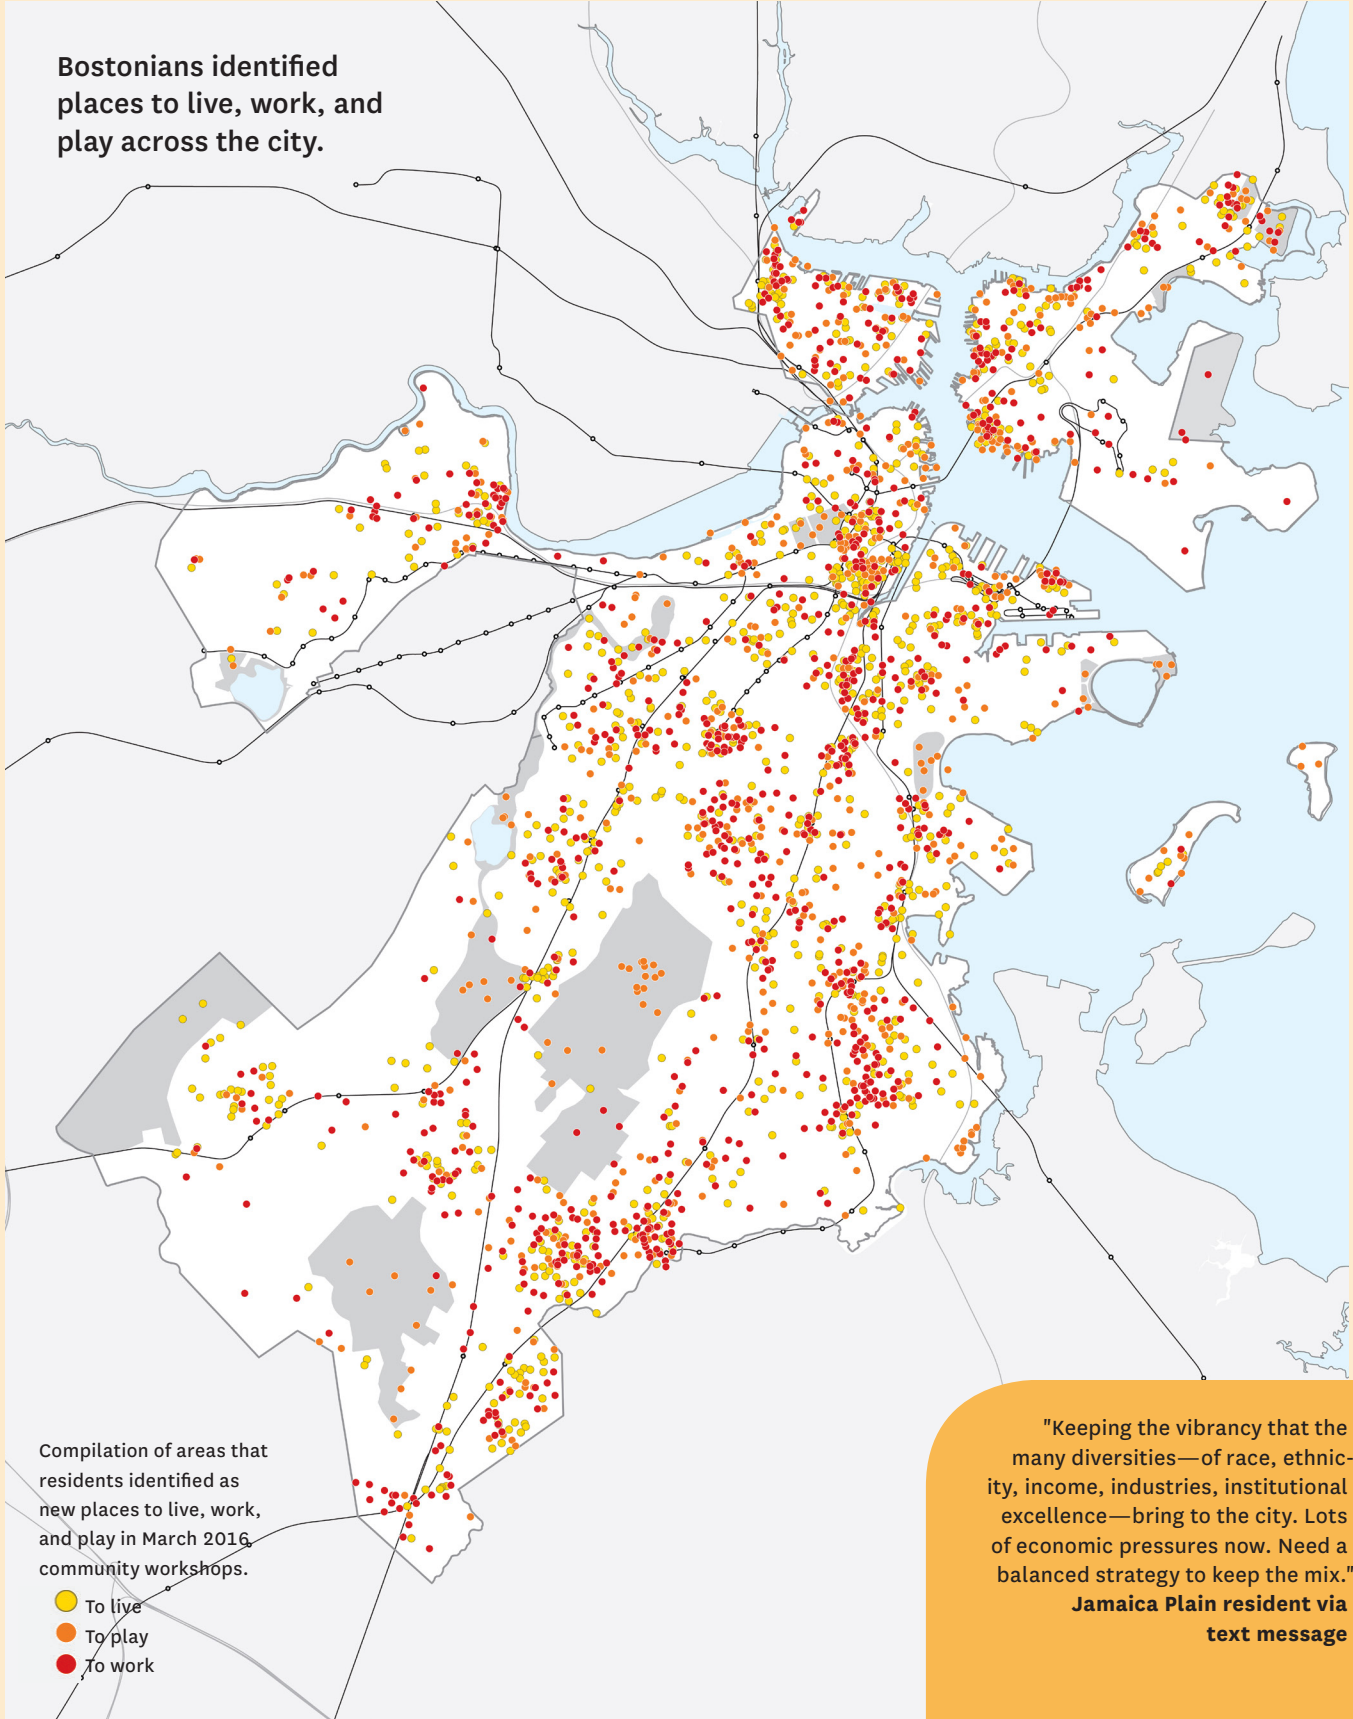 Bostonians identified
places to live, work, and
play across the city.
Compilation of areas that
residents identified as
new places to live, work,
and play in March 2016
community workshops.
To live
To play
To work
"Keeping the vibrancy that the
many diversities—of race, ethnic-
ity, income, industries, institutional
excellence—bring to the city. Lots
of economic pressures now. Need a
balanced strategy to keep the mix."
Jamaica Plain resident via
text message